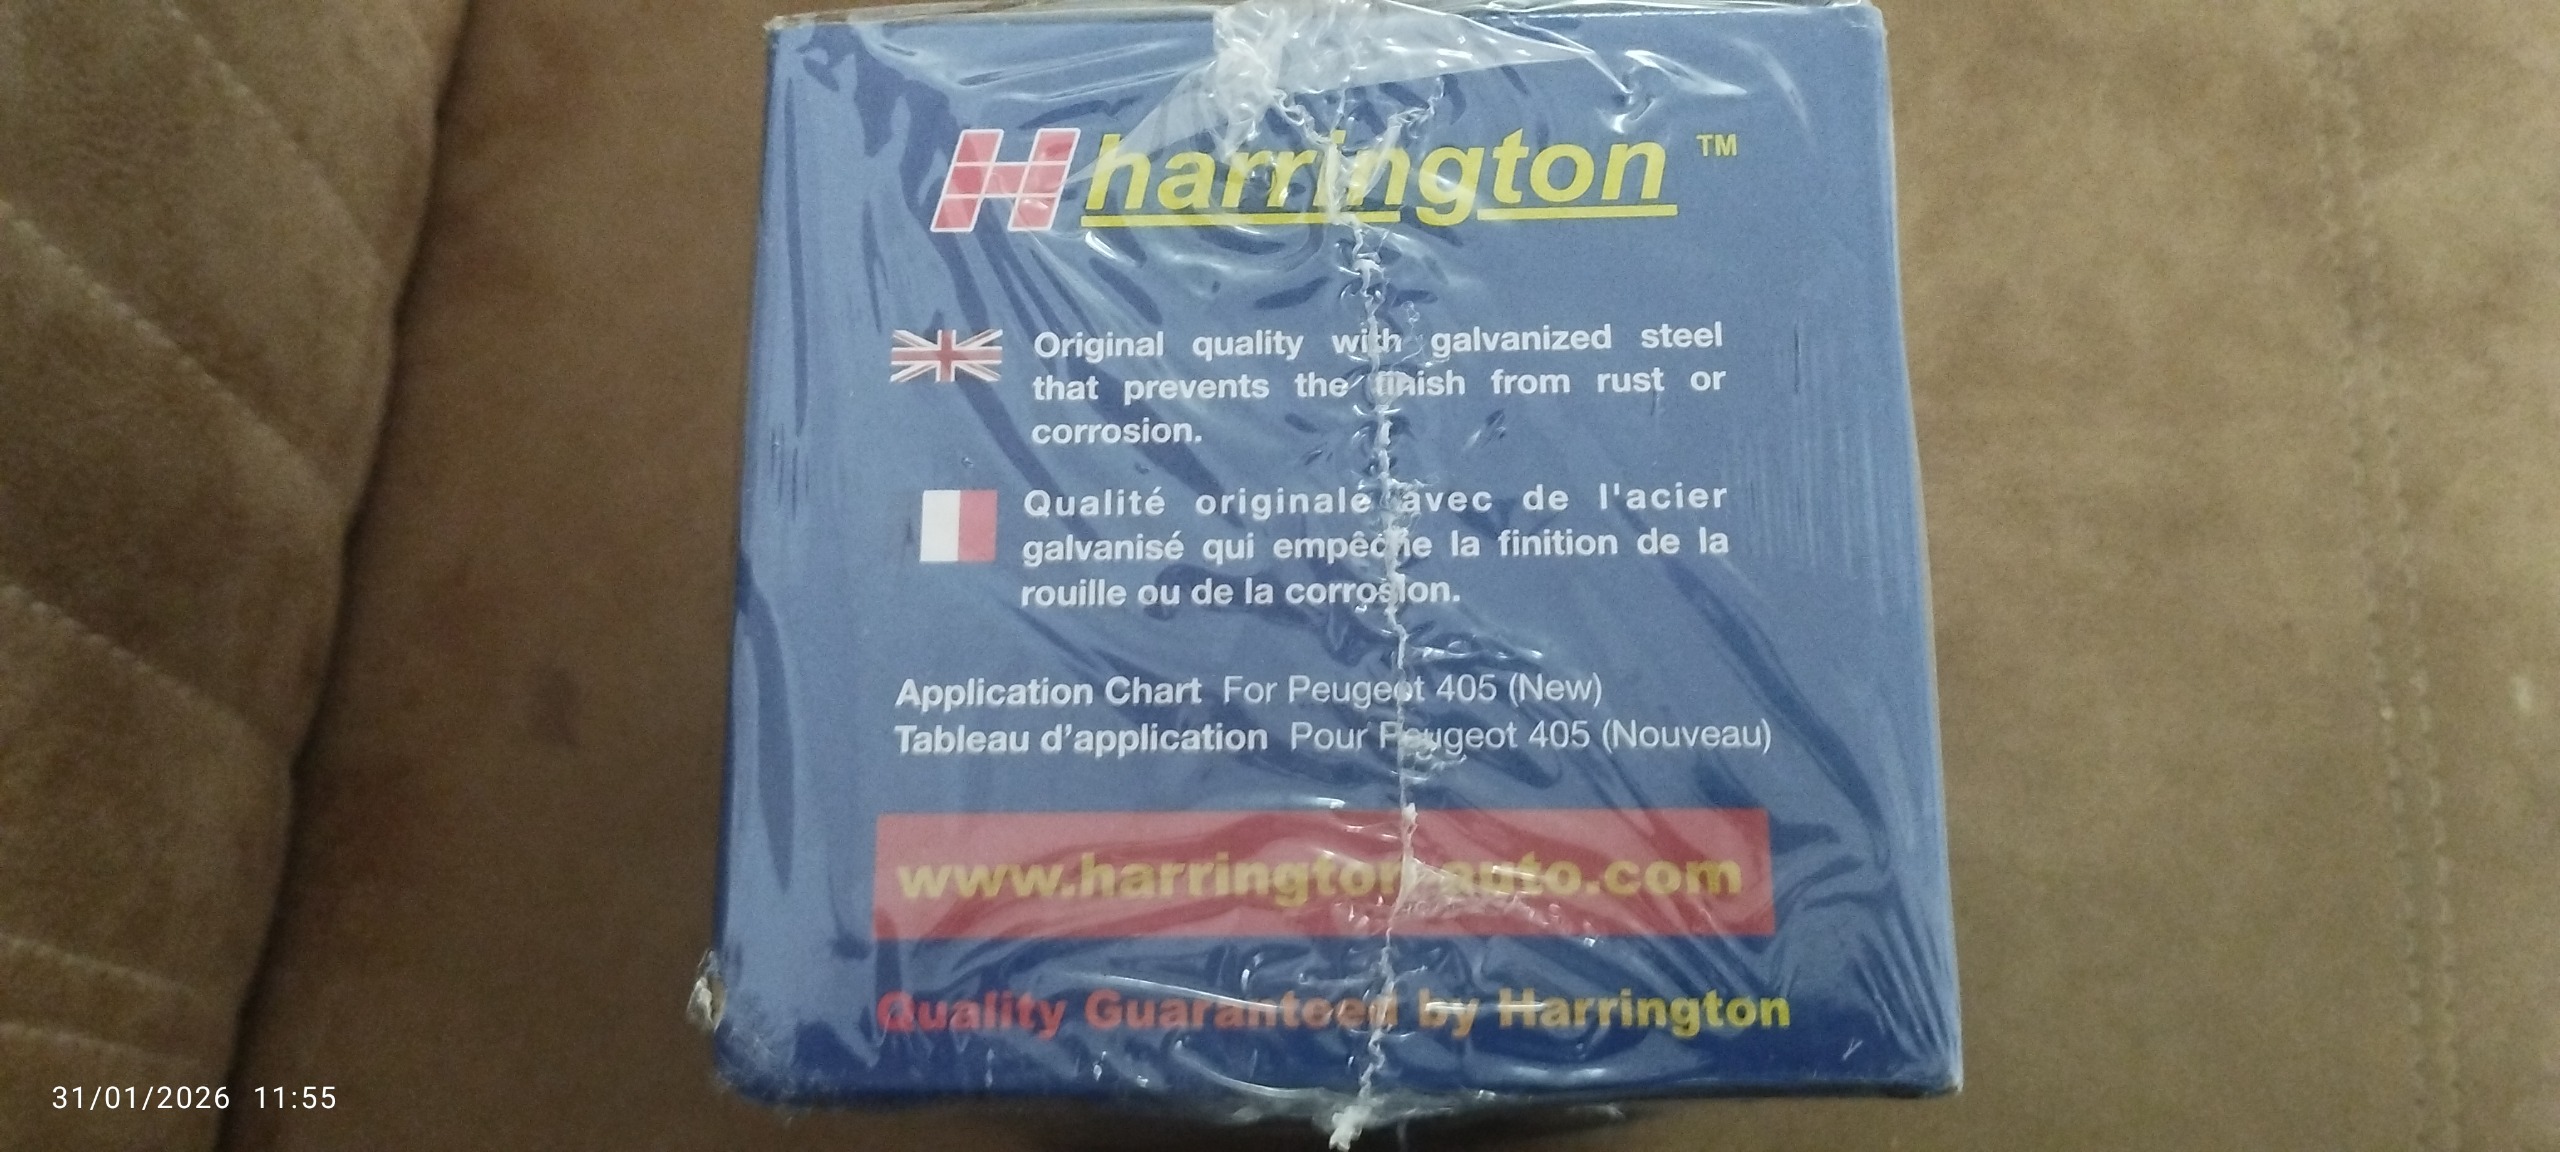 harrington ™
Original quality with galvanized steel
that prevents the finish from rust or
corrosion.
Qualité originale avec de l'acier
galvanisé qui empêche la finition de la
rouille ou de la corrosion.
Application Chart For Peugeot 405 (New)
Tableau d'application Pour Peugeot 405 (Nouveau)
www.harrington-auto.com
Quality Guaranteed by Harrington
31/01/2026 11:55